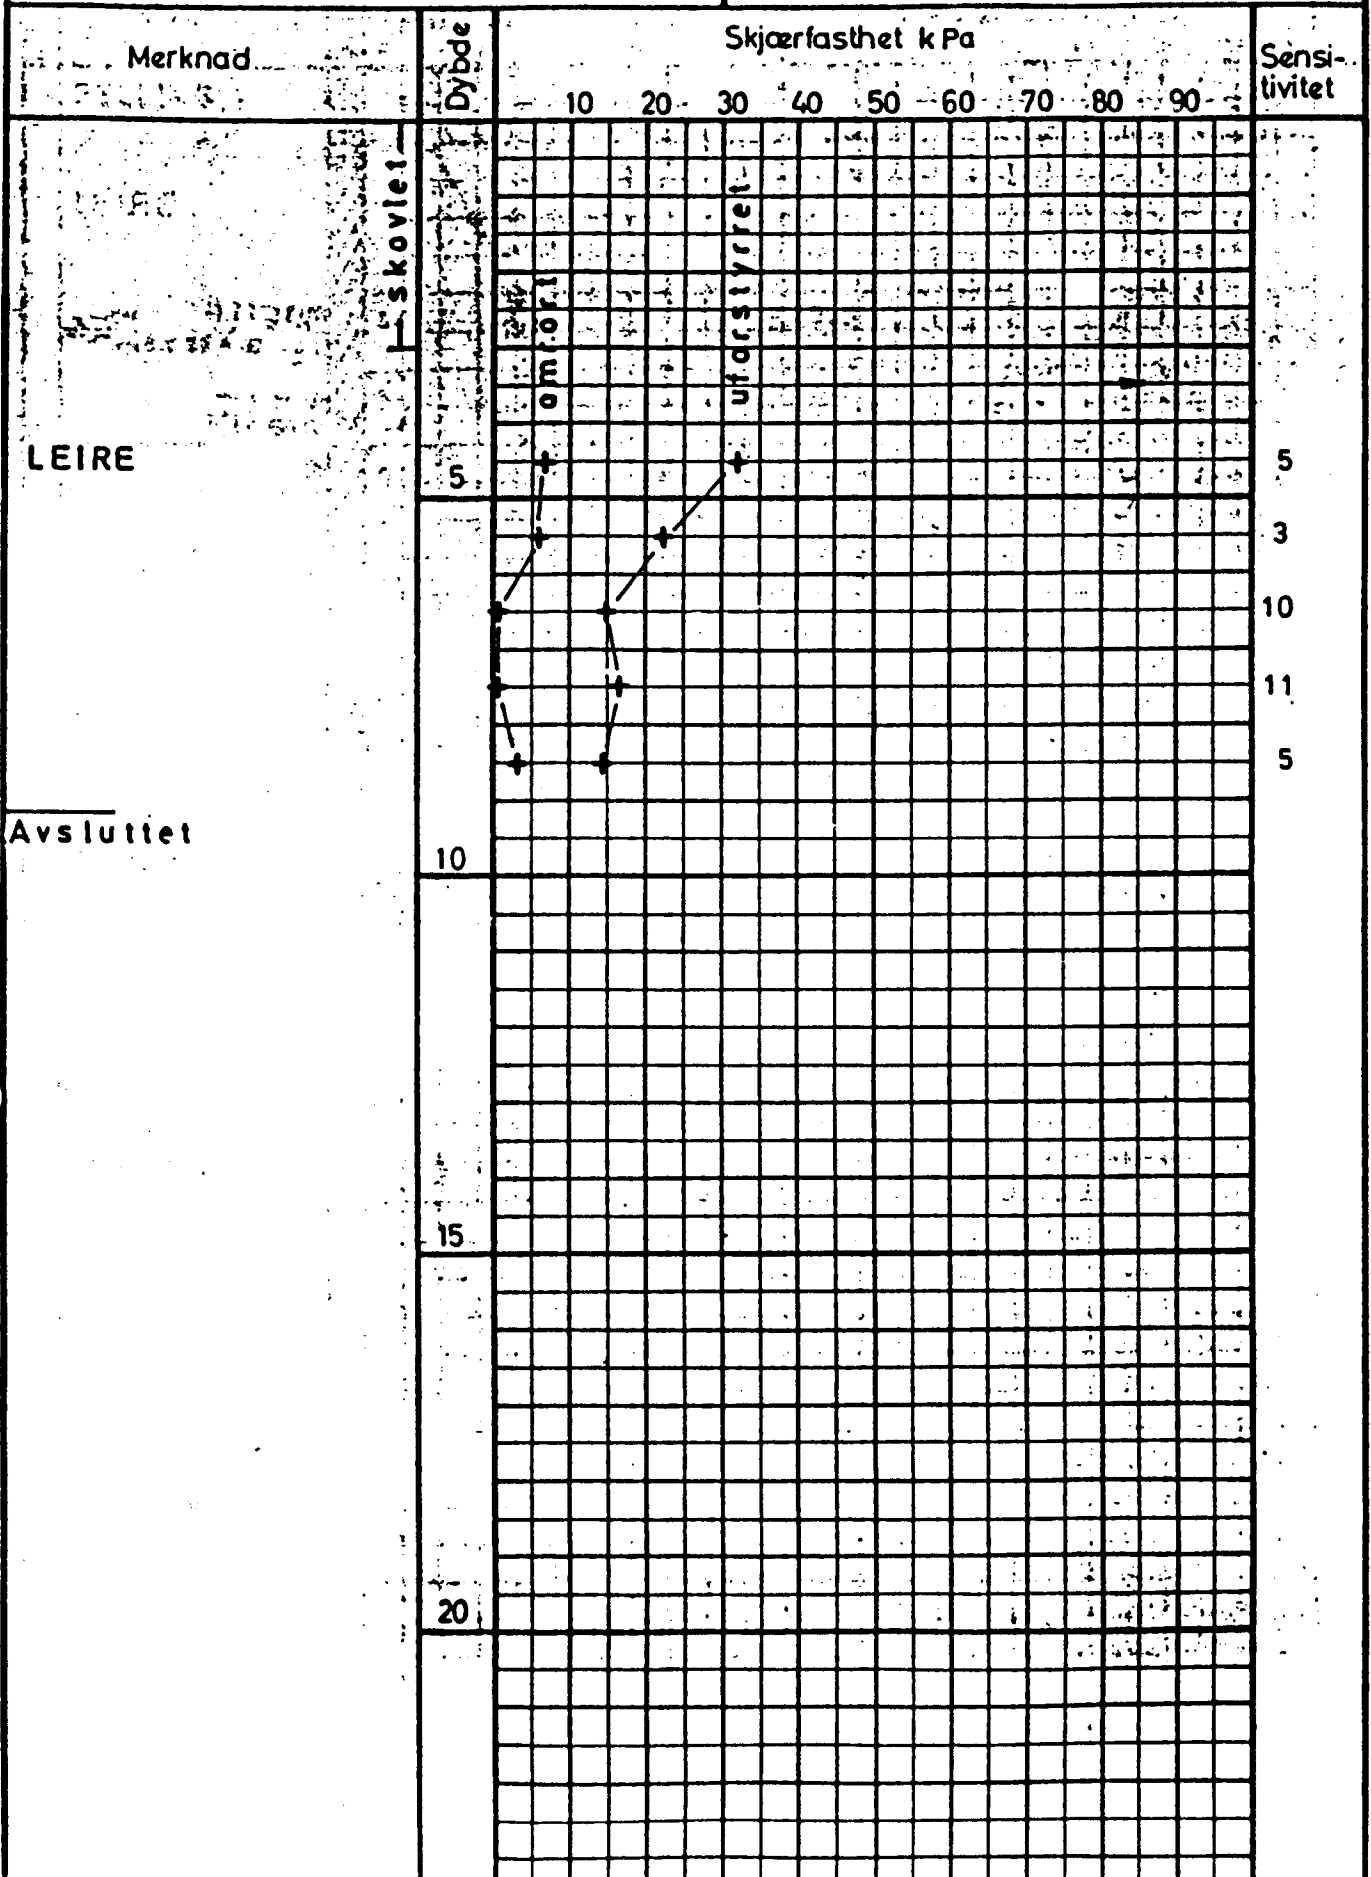 Merknad
Dybde
Skjærfasthet kPa
Sensi-
tivitet
10 20 30 40 50 60 70 80 90
skovlet
omrørt
uforstyrret
LEIRE
5
5
3
10
11
5
Avsluttet
10
15
20